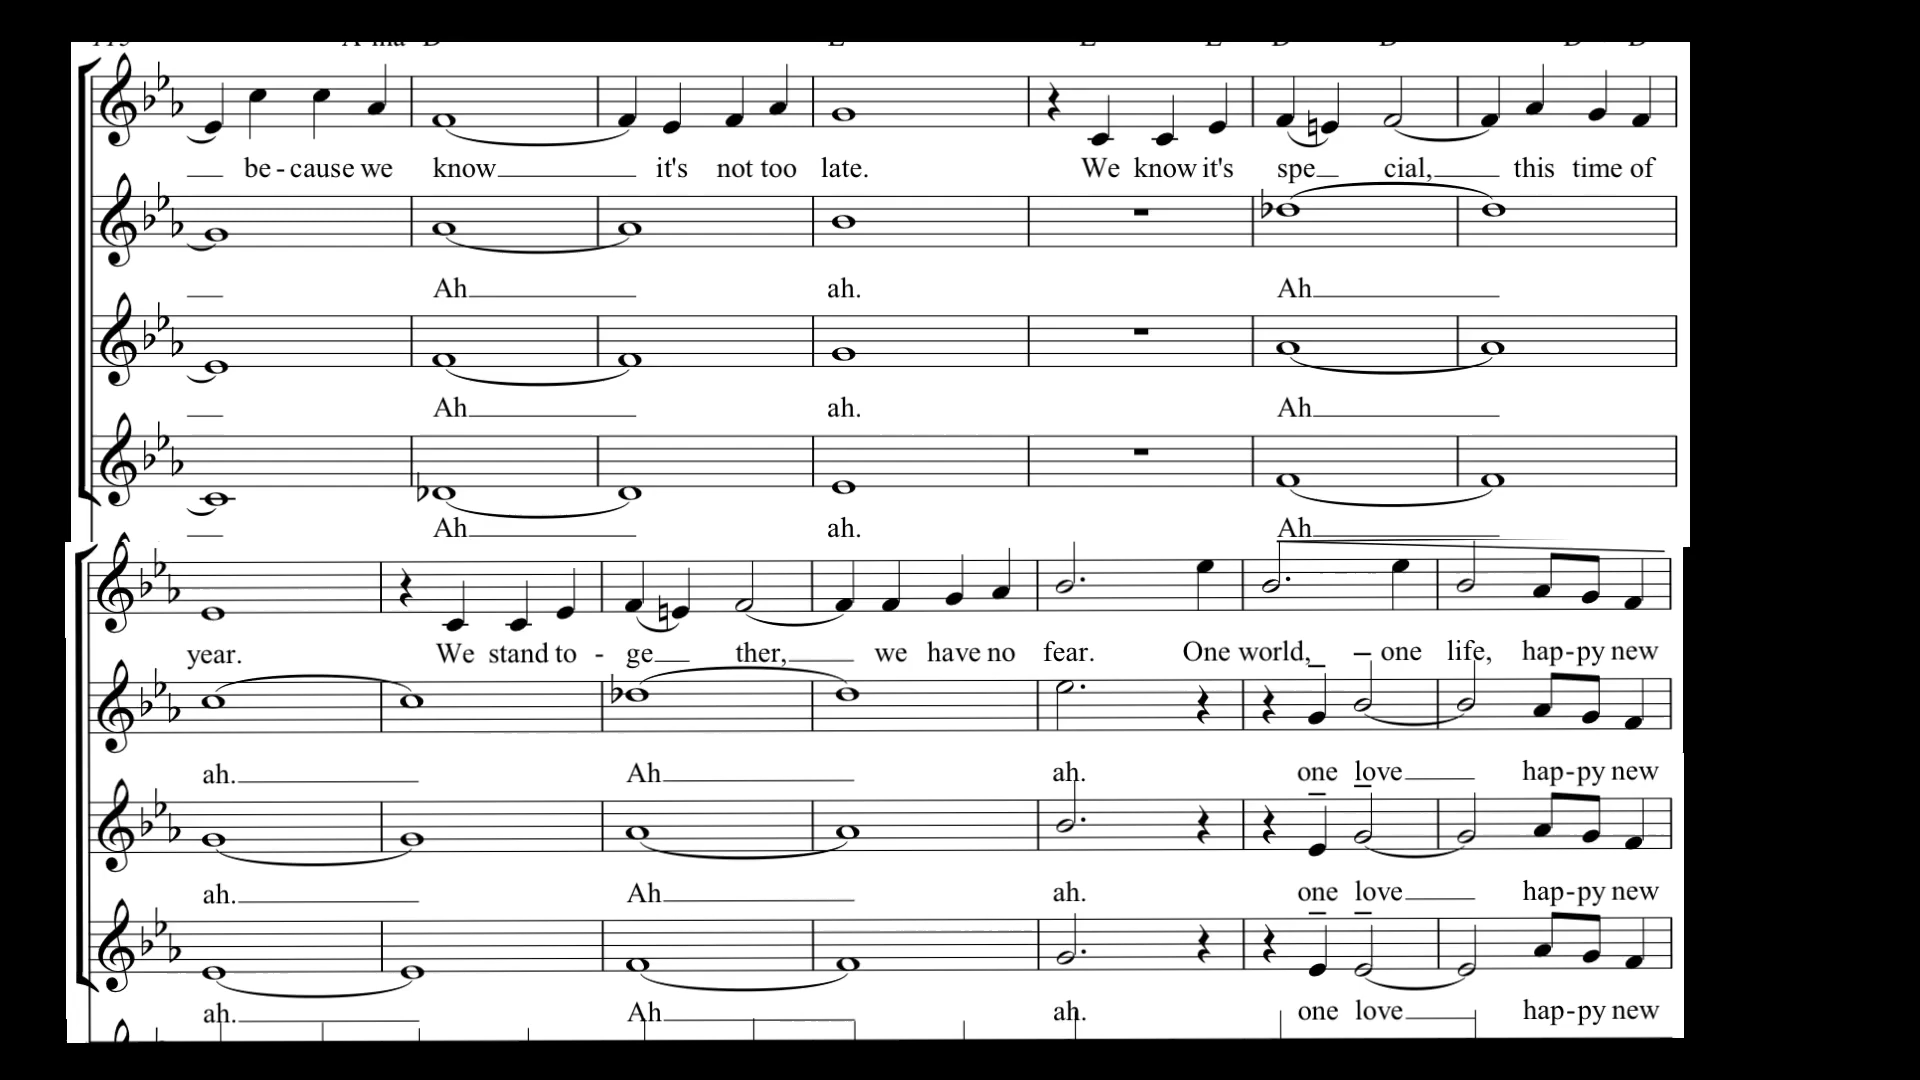 be - cause we know it's not too late. We know it's spe cial, this time of
Ah ah. Ah
Ah ah. Ah
Ah ah. Ah
year. We stand to - ge ther, we have no fear. One world, one life, hap-py new
ah. Ah ah. one love hap-py new
ah. Ah ah. one love hap-py new
ah. Ah ah. one love hap-py new